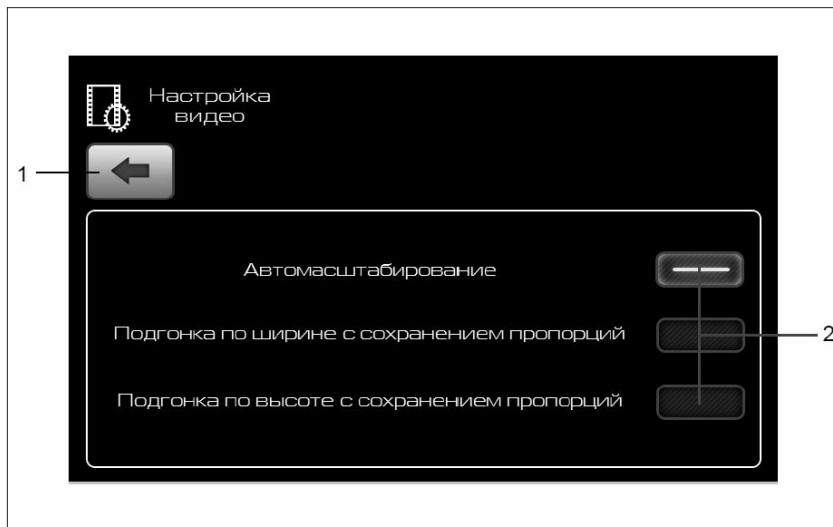 Настройка
видео
1
Автомасштабирование
Подгонка по ширине с сохранением пропорций
2
Подгонка по высоте с сохранением пропорций